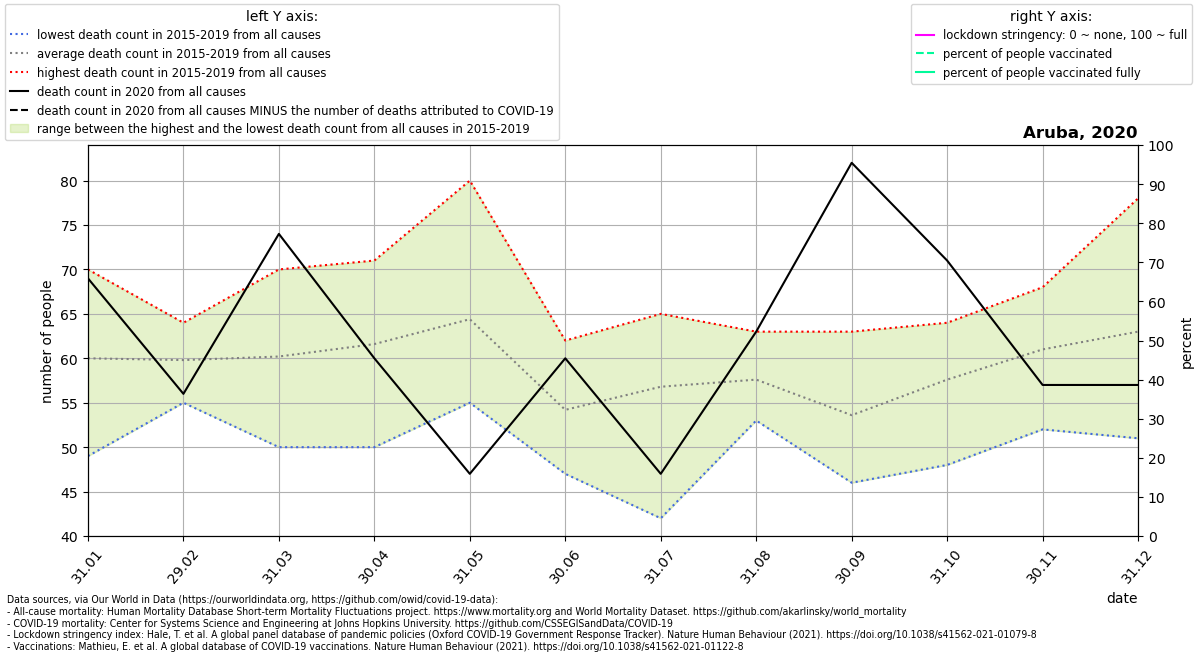 left Y axis:
lowest death count in 2015-2019 from all causes
average death count in 2015-2019 from all causes
highest death count in 2015-2019 from all causes
death count in 2020 from all causes
death count in 2020 from all causes MINUS the number of deaths attributed to COVID-19
range between the highest and the lowest death count from all causes in 2015-2019
right Y axis:
lockdown stringency: 0 ~ none, 100 ~ full
percent of people vaccinated
percent of people vaccinated fully
Aruba, 2020
number of people
80
75
70
65
60
55
50
45
40
100
90
80
70
60
50
40
30
20
10
0
percent
31.01
29.02
31.03
30.04
31.05
30.06
31.07
31.08
30.09
31.10
30.11
31.12
date
Data sources, via Our World in Data (https://ourworldindata.org, https://github.com/owid/covid-19-data):
- All-cause mortality: Human Mortality Database Short-term Mortality Fluctuations project. https://www.mortality.org and World Mortality Dataset. https://github.com/akarlinsky/world_mortality
- COVID-19 mortality: Center for Systems Science and Engineering at Johns Hopkins University. https://github.com/CSSEGISandData/COVID-19
- Lockdown stringency index: Hale, T. et al. A global panel database of pandemic policies (Oxford COVID-19 Government Response Tracker). Nature Human Behaviour (2021). https://doi.org/10.1038/s41562-021-01079-8
- Vaccinations: Mathieu, E. et al. A global database of COVID-19 vaccinations. Nature Human Behaviour (2021). https://doi.org/10.1038/s41562-021-01122-8